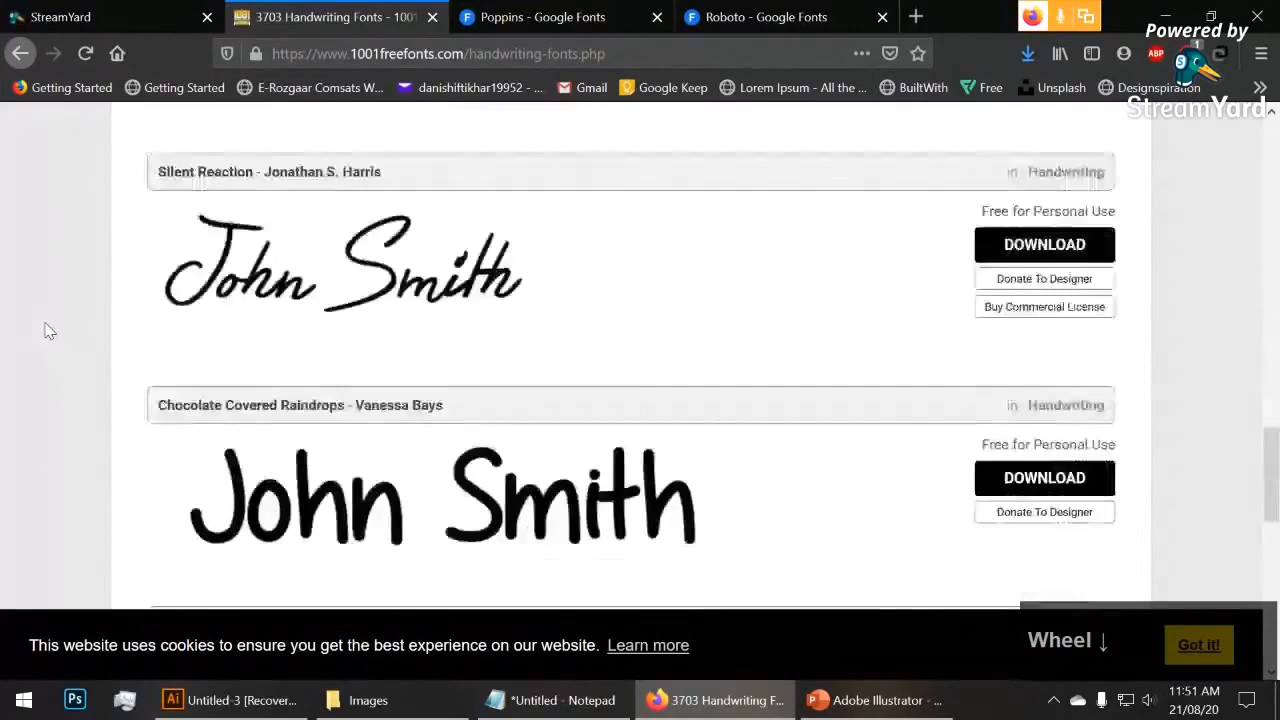 StreamYard
3703 Handwriting Fonts - 1001
Poppins - Google Fonts
Roboto - Google Fonts
Powered by
https://www.1001freefonts.com/handwriting-fonts.php
ABP
1
Getting Started
Getting Started
E-Rozgaar Comsats W...
danishiftikhar19952 - ...
Gmail
Google Keep
Lorem Ipsum - All the ...
BuiltWith
Free
Unsplash
Designspiration
StreamYard
Silent Reaction - Jonathan S. Harris
in Handwriting
John Smith
Free for Personal Use
DOWNLOAD
Donate To Designer
Buy Commercial License
Chocolate Covered Raindrops - Vanessa Bays
in Handwriting
John Smith
Free for Personal Use
DOWNLOAD
Donate To Designer
This website uses cookies to ensure you get the best experience on our website. Learn more
Wheel ↓
Got it!
Ps
Ai
Untitled-3 [Recover...
Images
*Untitled - Notepad
3703 Handwriting F...
Adobe Illustrator - ...
11:51 AM
21/08/20